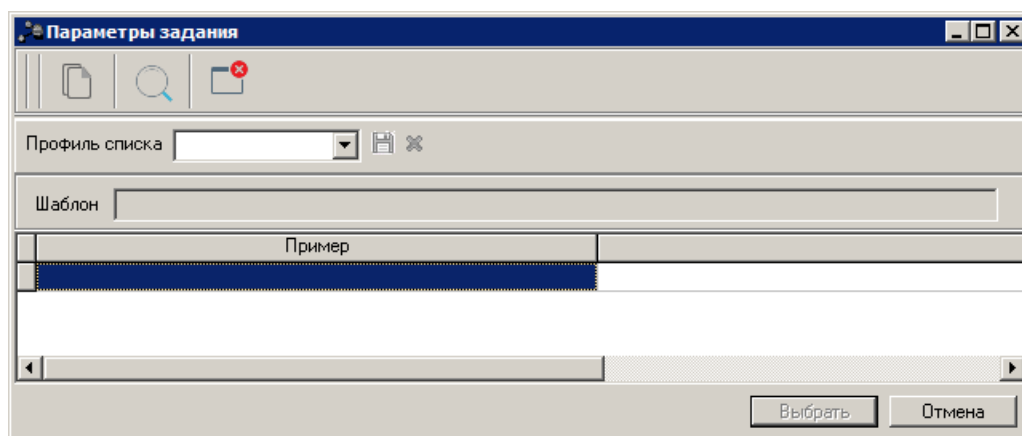 Параметры задания
Профиль списка
Шаблон
Пример
Выбрать Отмена